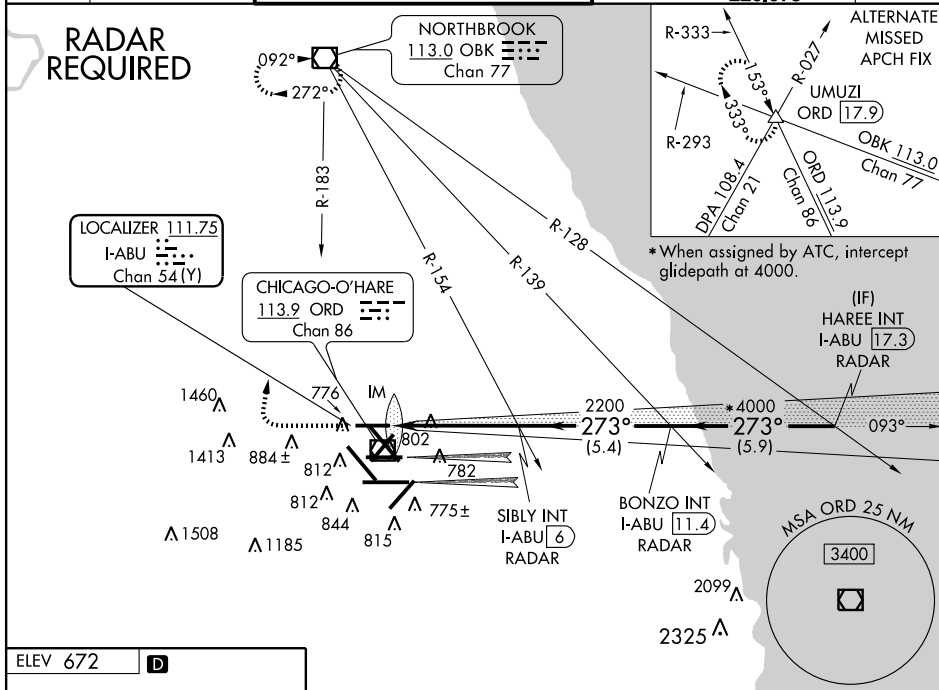 RADAR
REQUIRED
NORTHBROOK
113.0 OBK
Chan 77
092°
272°
R-183
R-154
R-139
R-128
ALTERNATE
MISSED
APCH FIX
R-333
R-027
153°
333°
UMUZI
ORD 17.9
R-293
OBK 113.0
Chan 77
DPA 108.4
Chan 21
ORD 113.9
Chan 86
*When assigned by ATC, intercept
glidepath at 4000.
LOCALIZER 111.75
I-ABU
Chan 54 (Y)
CHICAGO-O'HARE
113.9 ORD
Chan 86
(IF)
HAREE INT
I-ABU 17.3
RADAR
1460
776
IM
2200
*4000
273°
273°
093°
(5.4)
(5.9)
1413
884±
802
812
782
812
844
775±
815
1508
1185
SIBLY INT
I-ABU 6
RADAR
BONZO INT
I-ABU 11.4
RADAR
MSA ORD 25 NM
3400
2099
2325
ELEV 672
D